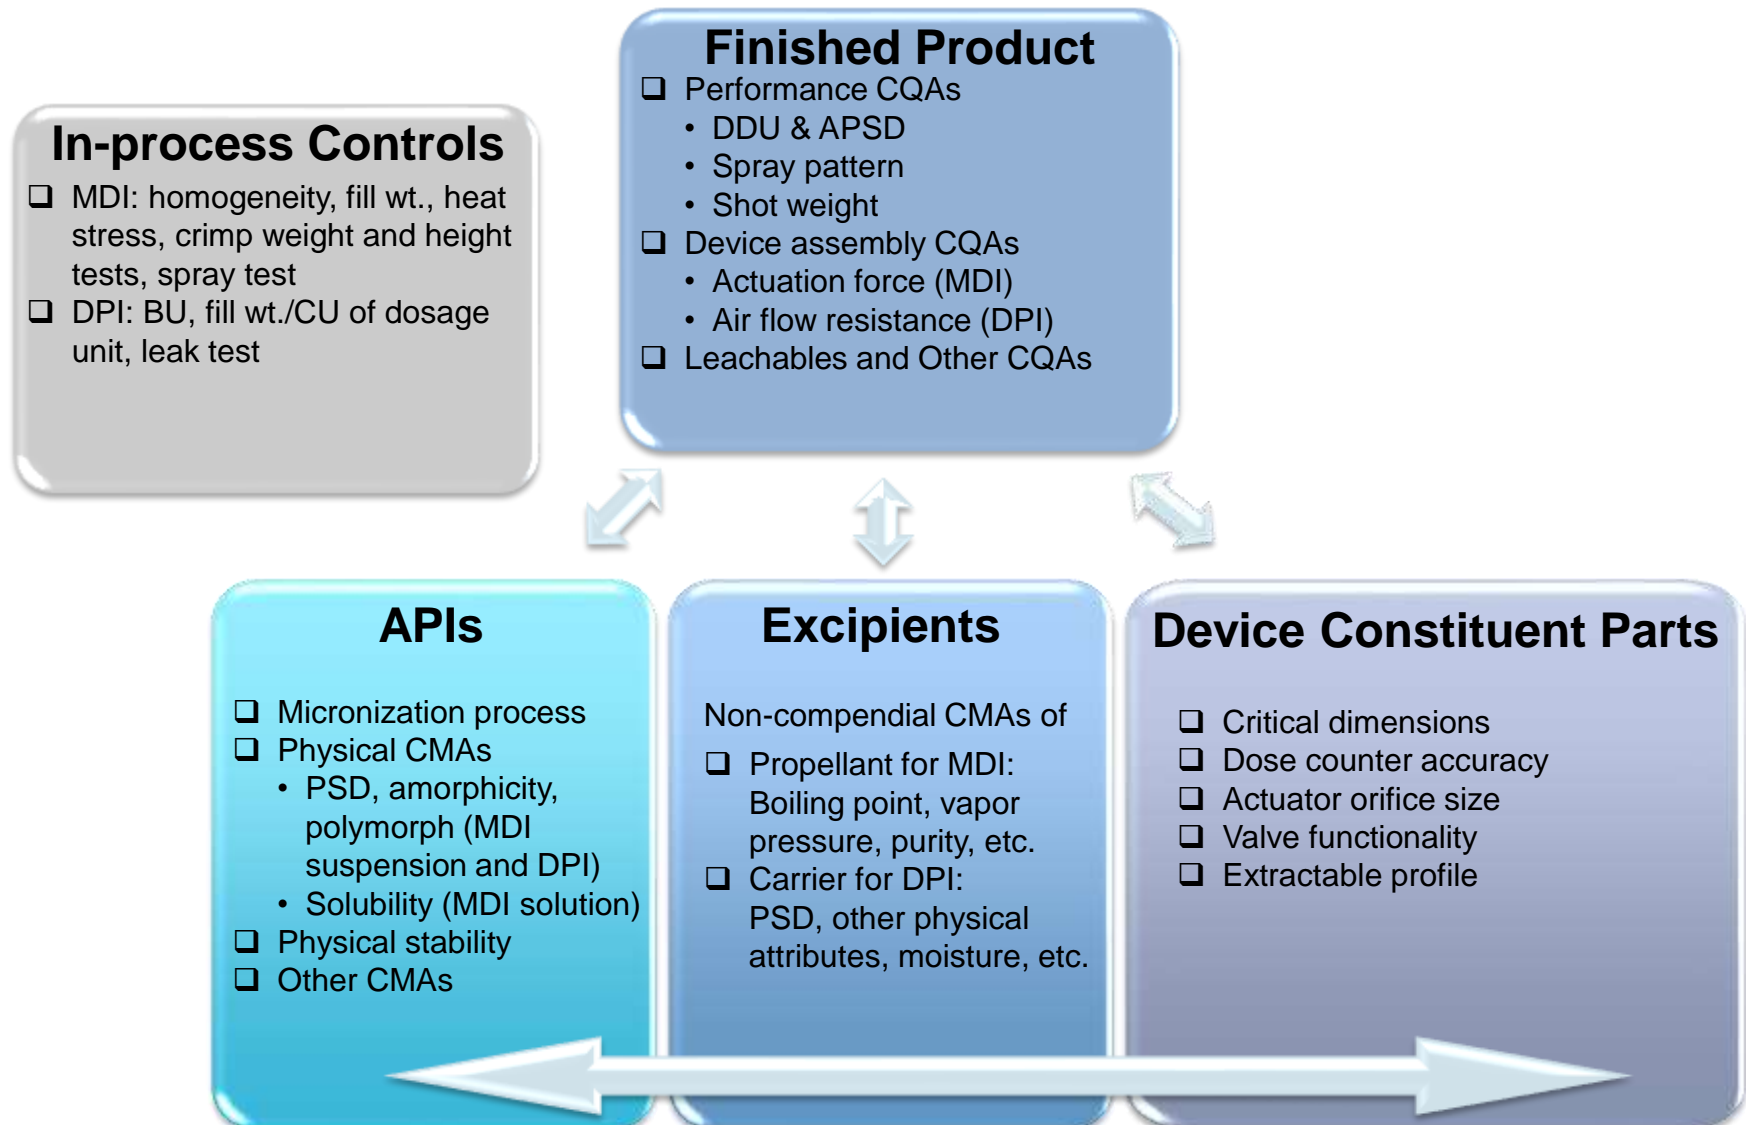 Finished Product
❑ Performance CQAs
• DDU & APSD
• Spray pattern
• Shot weight
❑ Device assembly CQAs
• Actuation force (MDI)
• Air flow resistance (DPI)
❑ Leachables and Other CQAs
In-process Controls
❑ MDI: homogeneity, fill wt., heat
stress, crimp weight and height
tests, spray test
❑ DPI: BU, fill wt./CU of dosage
unit, leak test
APIs
❑ Micronization process
❑ Physical CMAs
• PSD, amorphicity,
polymorph (MDI
suspension and DPI)
• Solubility (MDI solution)
❑ Physical stability
❑ Other CMAs
Excipients
Non-compendial CMAs of
❑ Propellant for MDI:
Boiling point, vapor
pressure, purity, etc.
❑ Carrier for DPI:
PSD, other physical
attributes, moisture, etc.
Device Constituent Parts
❑ Critical dimensions
❑ Dose counter accuracy
❑ Actuator orifice size
❑ Valve functionality
❑ Extractable profile